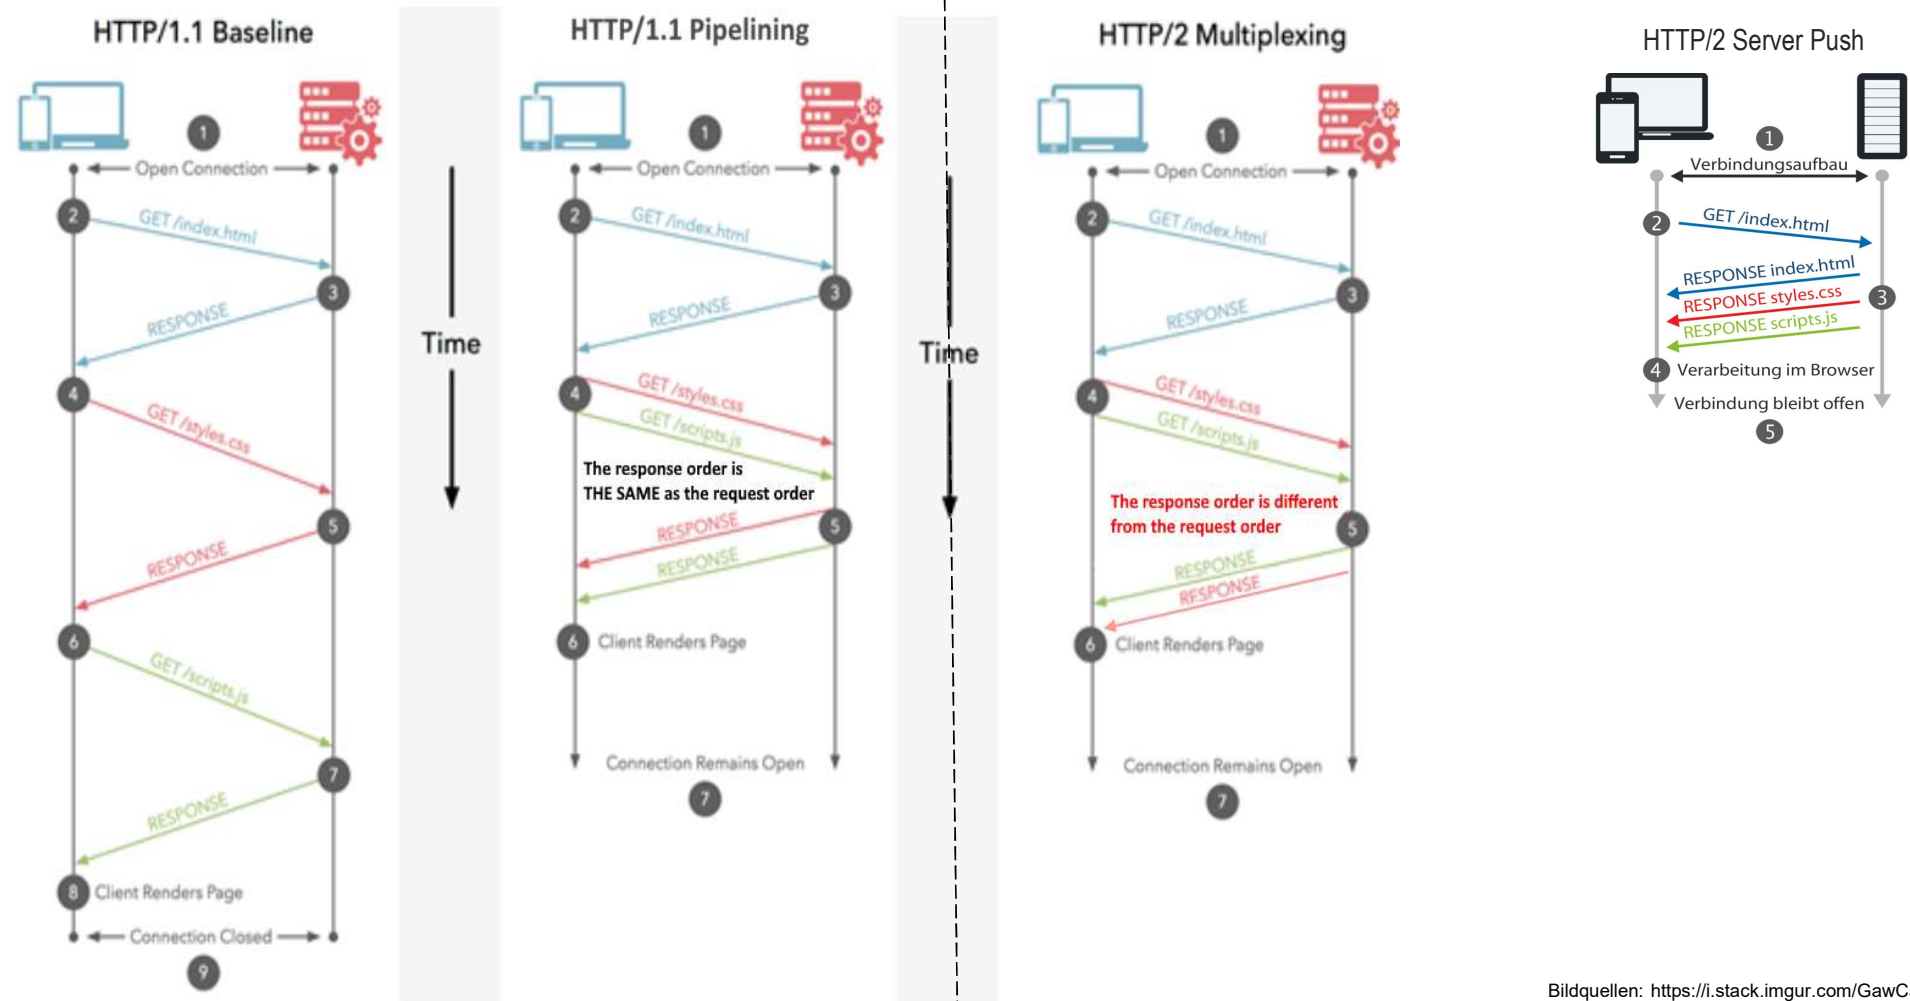 HTTP/1.1 Baseline
1
Open Connection
2
GET /index.html
3
RESPONSE
4
GET /styles.css
5
RESPONSE
6
GET /scripts.js
7
RESPONSE
8
Client Renders Page
Connection Closed
9
Time
HTTP/1.1 Pipelining
1
Open Connection
2
GET /index.html
3
RESPONSE
4
GET /styles.css
GET /scripts.js
The response order is
THE SAME as the request order
5
RESPONSE
RESPONSE
6
Client Renders Page
Connection Remains Open
7
Time
HTTP/2 Multiplexing
1
Open Connection
2
GET /index.html
3
RESPONSE
4
GET /styles.css
GET /scripts.js
The response order is different
from the request order
5
RESPONSE
RESPONSE
6
Client Renders Page
Connection Remains Open
7
HTTP/2 Server Push
1
Verbindungsaufbau
2
GET /index.html
RESPONSE index.html
RESPONSE styles.css
3
RESPONSE scripts.js
4
Verarbeitung im Browser
Verbindung bleibt offen
5
Bildquellen: https://i.stack.imgur.com/GawC